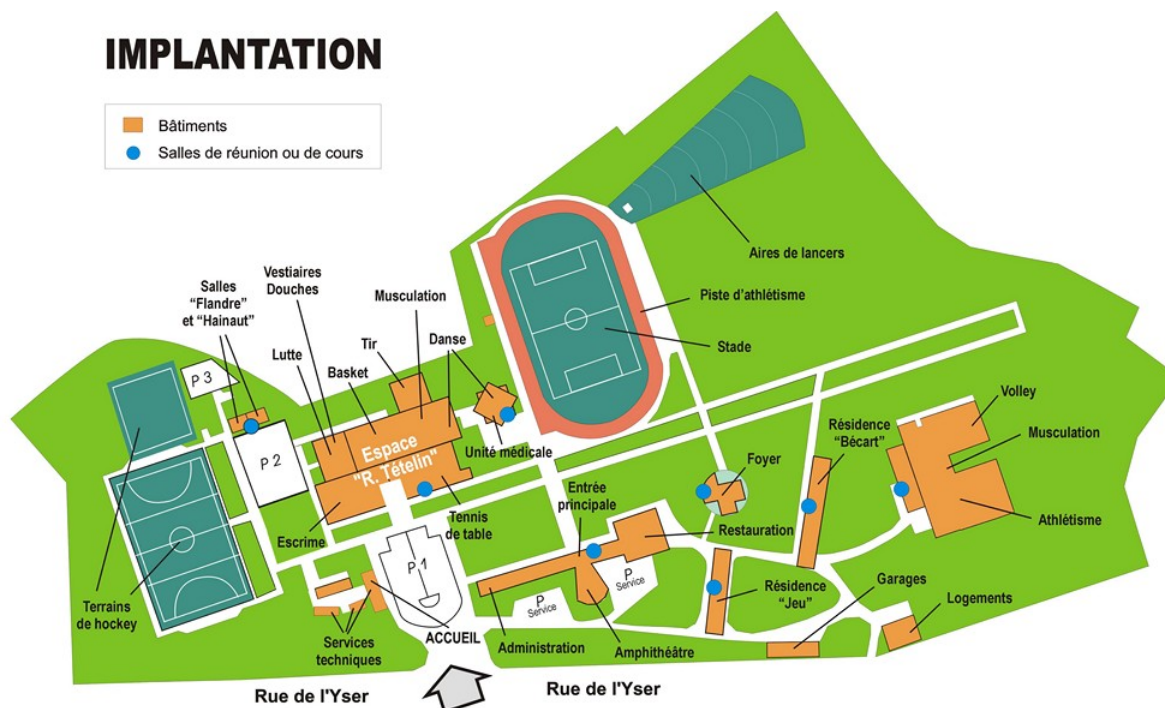 IMPLANTATION
Bâtiments
Salles de réunion ou de cours
Aires de lancers
Piste d'athlétisme
Stade
Vestiaires
Douches
Salles
"Flandre"
et "Hainaut"
Musculation
Tir
Danse
Lutte
Basket
P 3
P 2
Espace
"R. Tételin"
Unité médicale
Volley
Résidence
"Bécart"
Musculation
Foyer
Entrée
principale
Athlétisme
Restauration
Escrime
Tennis
de table
P 1
P
Service
P
Service
Terrains
de hockey
Services
techniques
ACCUEIL
Administration
Amphithéâtre
Résidence
"Jeu"
Garages
Logements
Rue de l'Yser
Rue de l'Yser